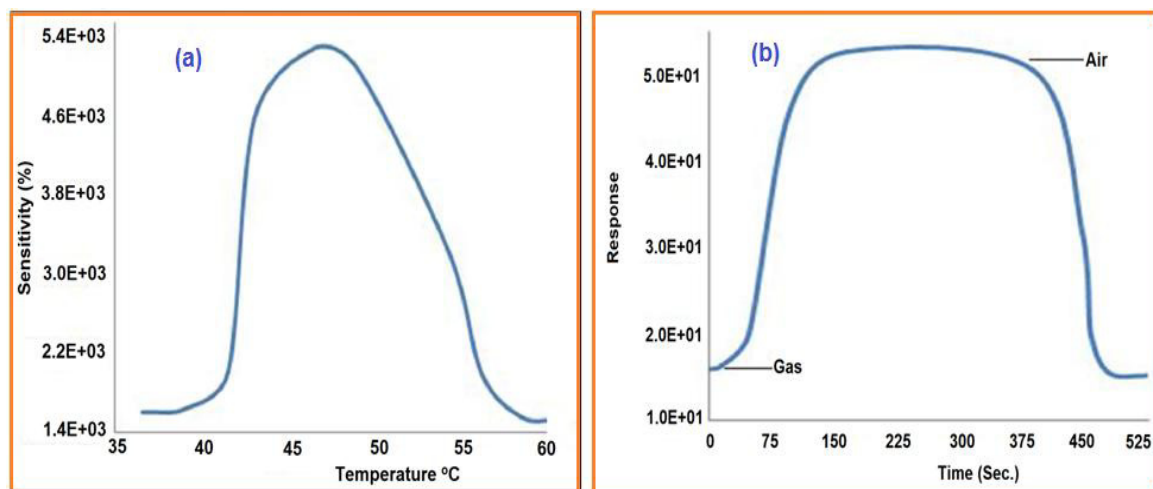 (a)
5.4E+03
4.6E+03
3.8E+03
3.0E+03
2.2E+03
1.4E+03
Sensitivity (%)
35 40 45 50 55 60
Temperature ºC
(b)
5.0E+01
4.0E+01
3.0E+01
2.0E+01
1.0E+01
Response
Air
Gas
0 75 150 225 300 375 450 525
Time (Sec.)